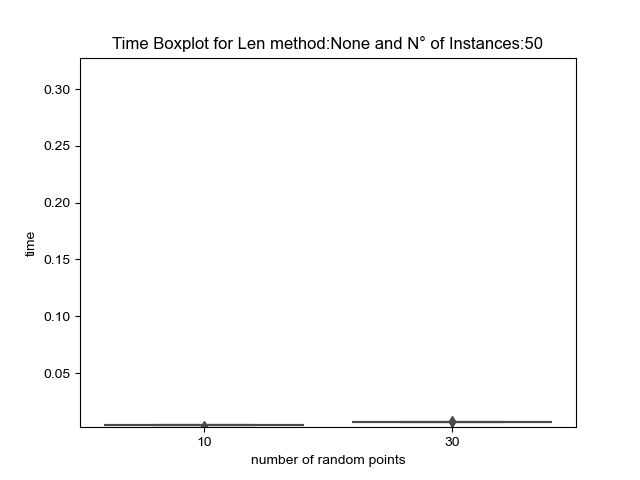 Time Boxplot for Len method:None and N° of Instances:50
0.30
0.25
0.20
0.15
0.10
0.05
time
10
30
number of random points